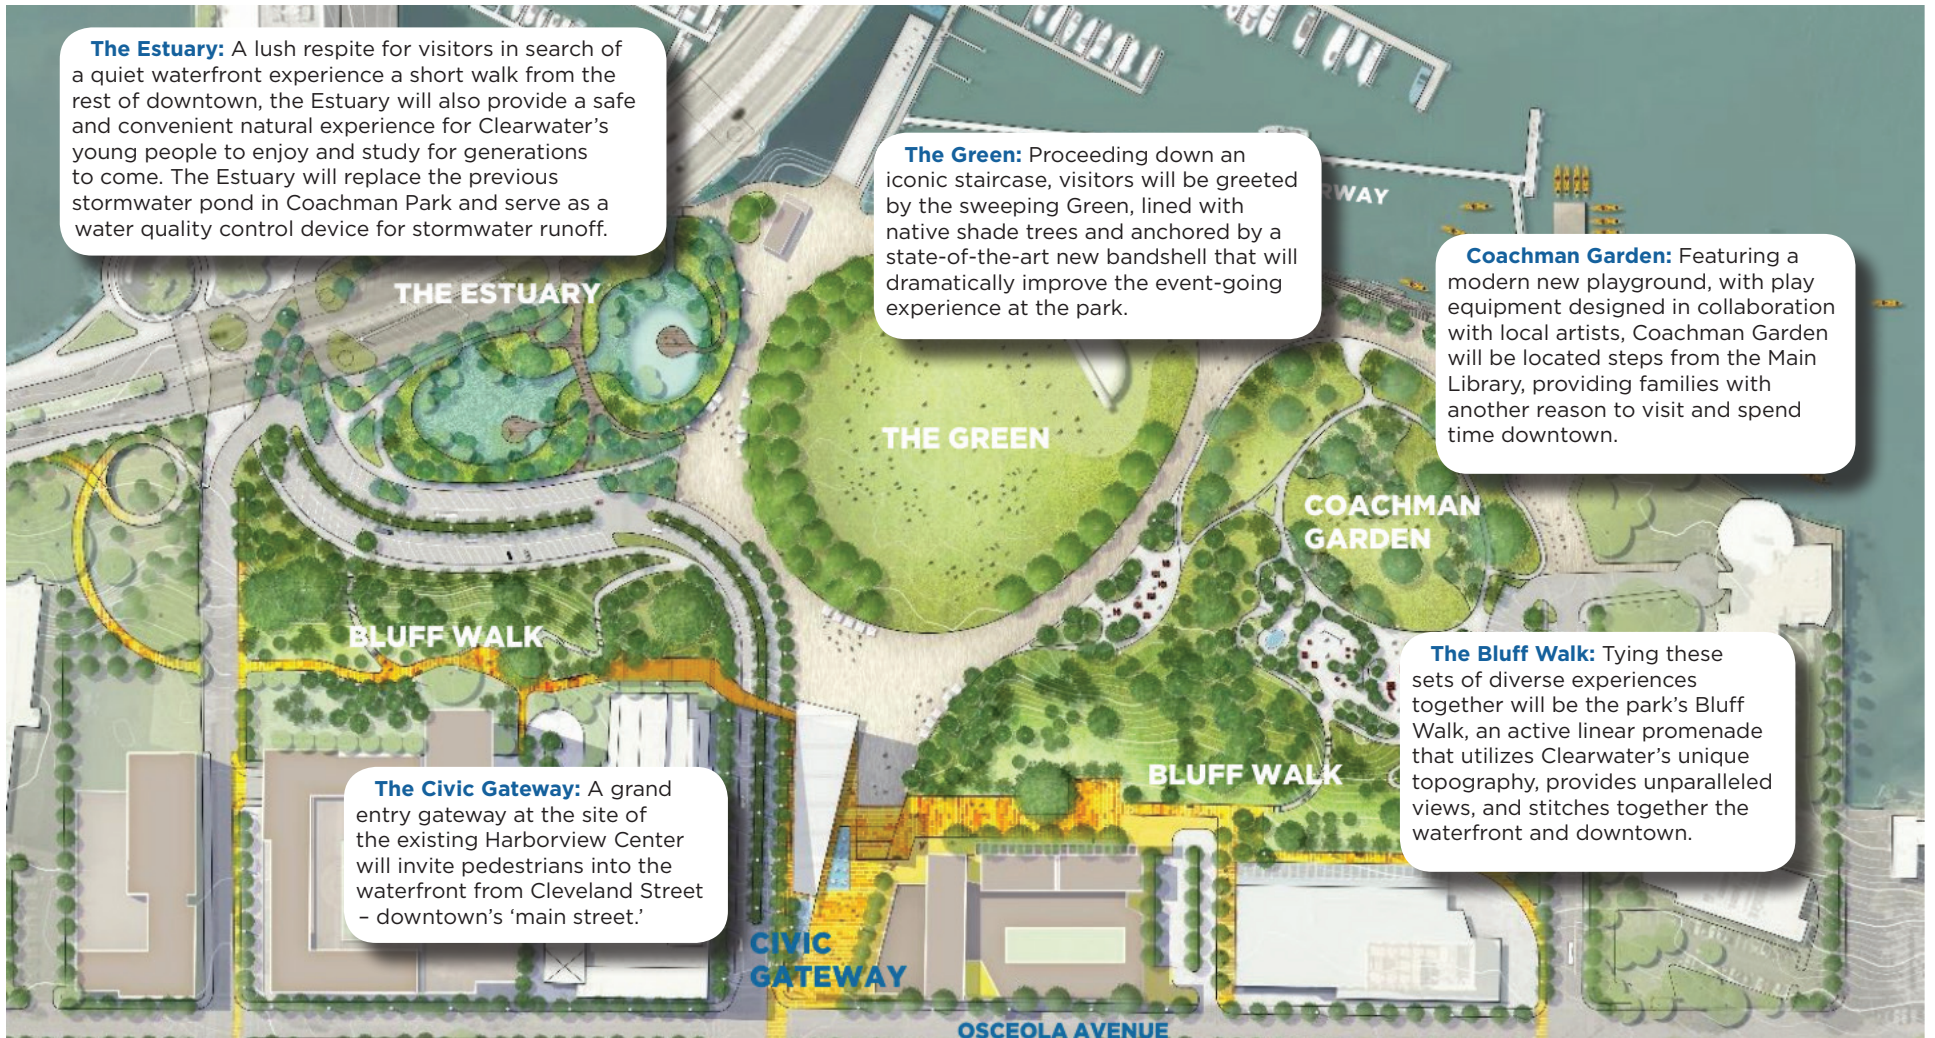 The Estuary: A lush respite for visitors in search of
a quiet waterfront experience a short walk from the
rest of downtown, the Estuary will also provide a safe
and convenient natural experience for Clearwater’s
young people to enjoy and study for generations
to come. The Estuary will replace the previous
stormwater pond in Coachman Park and serve as a
water quality control device for stormwater runoff.
The Green: Proceeding down an
iconic staircase, visitors will be greeted
by the sweeping Green, lined with
native shade trees and anchored by a
state-of-the-art new bandshell that will
dramatically improve the event-going
experience at the park.
RWAY
Coachman Garden: Featuring a
modern new playground, with play
equipment designed in collaboration
with local artists, Coachman Garden
will be located steps from the Main
Library, providing families with
another reason to visit and spend
time downtown.
THE ESTUARY
THE GREEN
COACHMAN
GARDEN
BLUFF WALK
The Bluff Walk: Tying these
sets of diverse experiences
together will be the park’s Bluff
Walk, an active linear promenade
that utilizes Clearwater’s unique
topography, provides unparalleled
views, and stitches together the
waterfront and downtown.
BLUFF WALK
The Civic Gateway: A grand
entry gateway at the site of
the existing Harborview Center
will invite pedestrians into the
waterfront from Cleveland Street
– downtown’s ‘main street.’
CIVIC
GATEWAY
OSCEOLA AVENUE